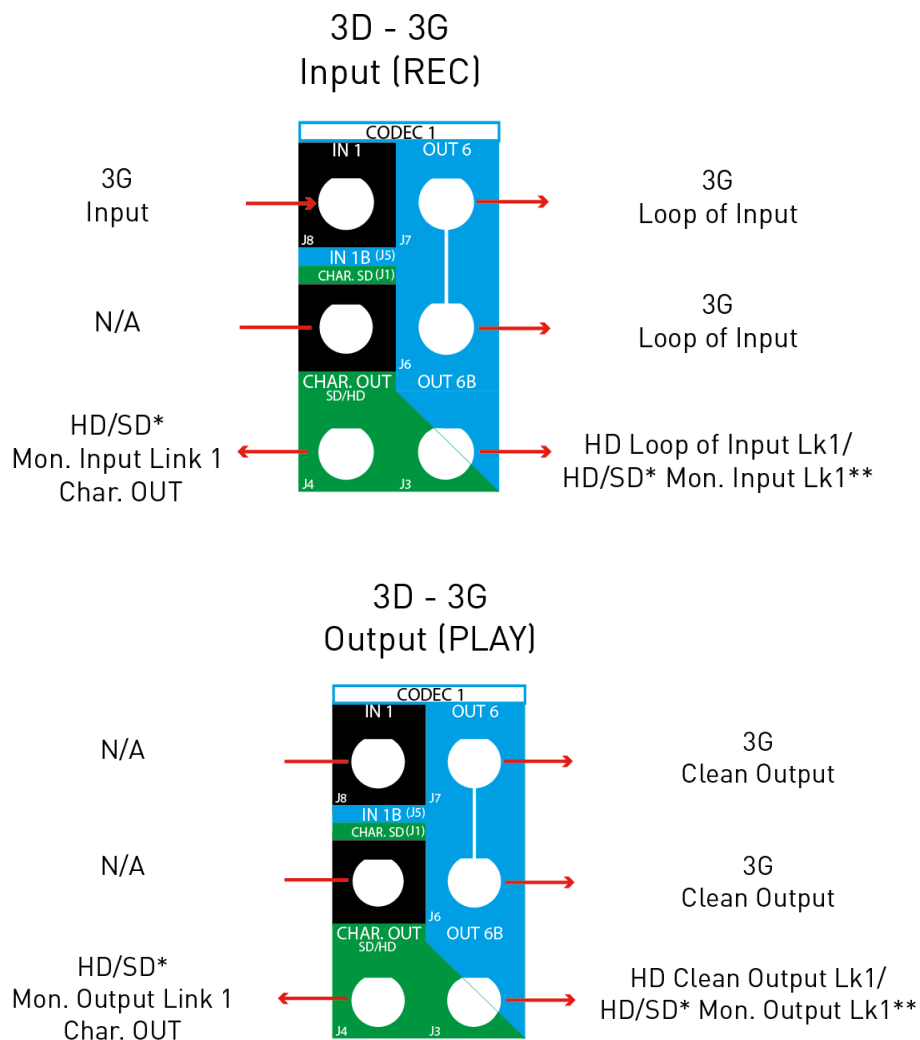 3D - 3G
Input (REC)
CODEC 1
IN 1
OUT 6
3G
Input
3G
Loop of Input
J8
J7
IN 1B (J5)
CHAR. SD (J1)
N/A
3G
Loop of Input
J6
CHAR. OUT
SD/HD
OUT 6B
HD/SD*
Mon. Input Link 1
Char. OUT
HD Loop of Input Lk1/
HD/SD* Mon. Input Lk1**
J4
J3
3D - 3G
Output (PLAY)
CODEC 1
IN 1
OUT 6
N/A
3G
Clean Output
J8
J7
IN 1B (J5)
CHAR. SD (J1)
N/A
3G
Clean Output
J6
CHAR. OUT
SD/HD
OUT 6B
HD/SD*
Mon. Output Link 1
Char. OUT
HD Clean Output Lk1/
HD/SD* Mon. Output Lk1**
J4
J3